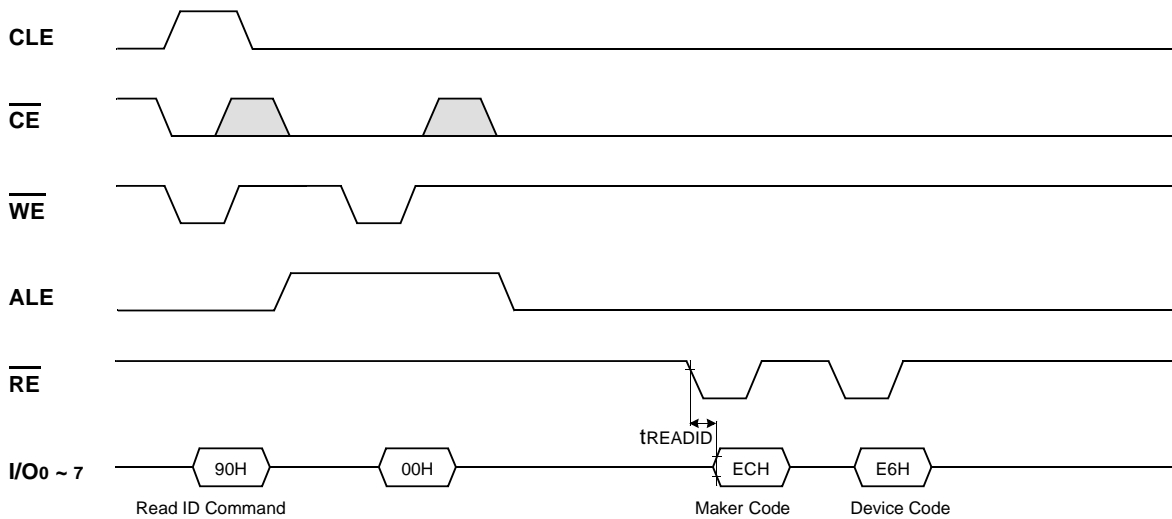 CLE
CE
WE
ALE
RE
tREADID
I/O0 ~ 7 90H 00H ECH E6H
Read ID Command Maker Code Device Code